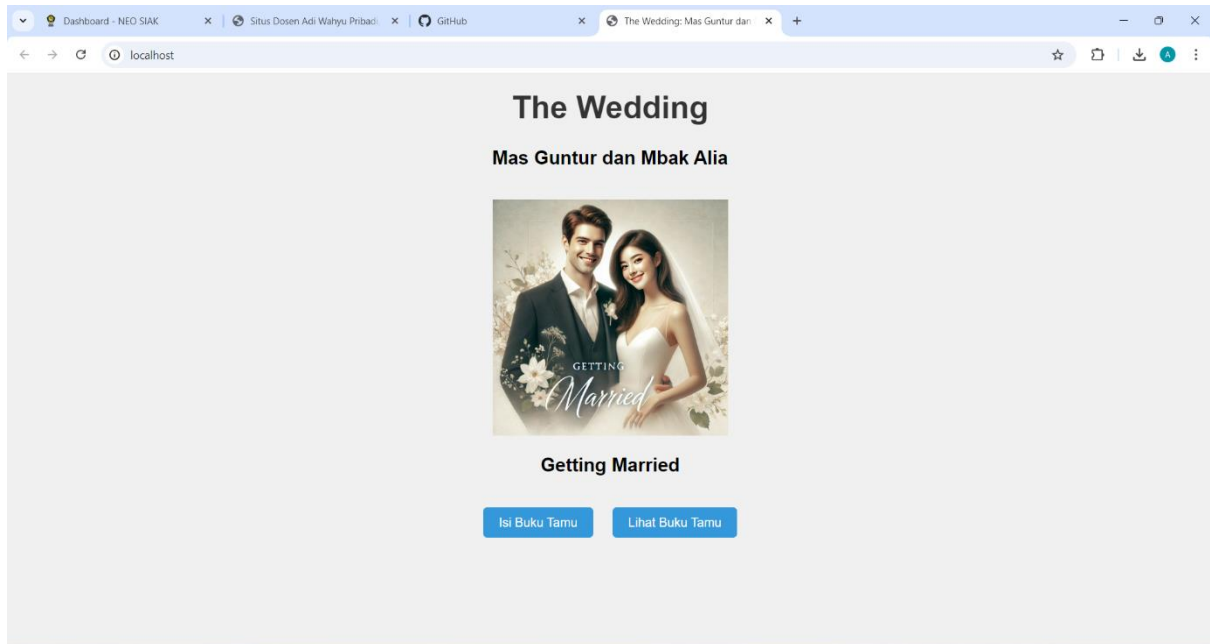 Dashboard - NEO SIAK
Situs Dosen Adi Wahyu Pribadi
GitHub
The Wedding: Mas Guntur dan
localhost
A
The Wedding
Mas Guntur dan Mbak Alia
GETTING
Married
Getting Married
Isi Buku Tamu
Lihat Buku Tamu